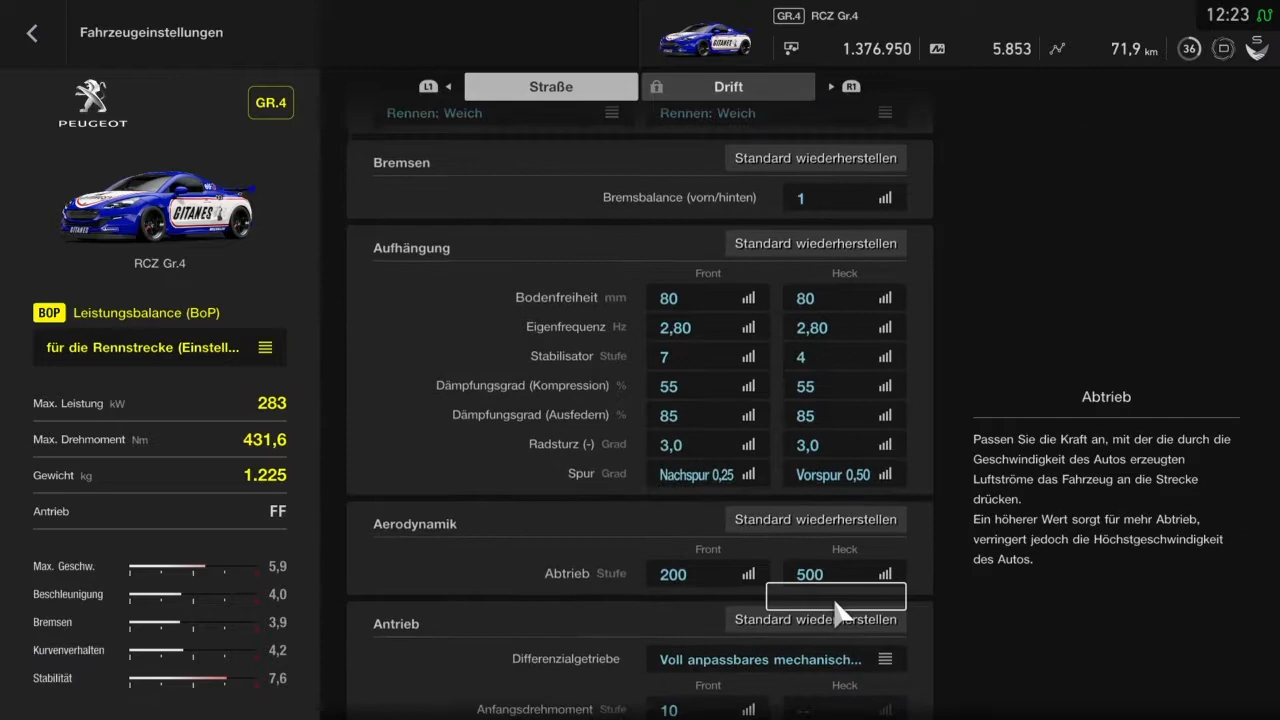 Fahrzeugeinstellungen
GR.4 RCZ Gr.4
12:23
1.376.950
5.853
71,9 km
36
S
L1 Straße Drift R1
PEUGEOT
GR.4
GITANES
RCZ Gr.4
BOP Leistungsbalance (BoP)
für die Rennstrecke (Einstell...
Max. Leistung kW 283
Max. Drehmoment Nm 431,6
Gewicht kg 1.225
Antrieb FF
Max. Geschw. 5,9
Beschleunigung 4,0
Bremsen 3,9
Kurvenverhalten 4,2
Stabilität 7,6
Rennen: Weich Rennen: Weich
Bremsen Standard wiederherstellen
Bremsbalance (vorn/hinten) 1
Aufhängung Standard wiederherstellen
Front Heck
Bodenfreiheit mm 80 80
Eigenfrequenz Hz 2,80 2,80
Stabilisator Stufe 7 4
Dämpfungsgrad (Kompression) % 55 55
Dämpfungsgrad (Ausfedern) % 85 85
Radsturz (-) Grad 3,0 3,0
Spur Grad Nachspur 0,25 Vorspur 0,50
Aerodynamik Standard wiederherstellen
Front Heck
Abtrieb Stufe 200 500
Antrieb Standard wiederherstellen
Differenzialgetriebe Voll anpassbares mechanisch...
Front Heck
Anfangsdrehmoment Stufe 10 --
Abtrieb
Passen Sie die Kraft an, mit der die durch die
Geschwindigkeit des Autos erzeugten
Luftströme das Fahrzeug an die Strecke
drücken.
Ein höherer Wert sorgt für mehr Abtrieb,
verringert jedoch die Höchstgeschwindigkeit
des Autos.